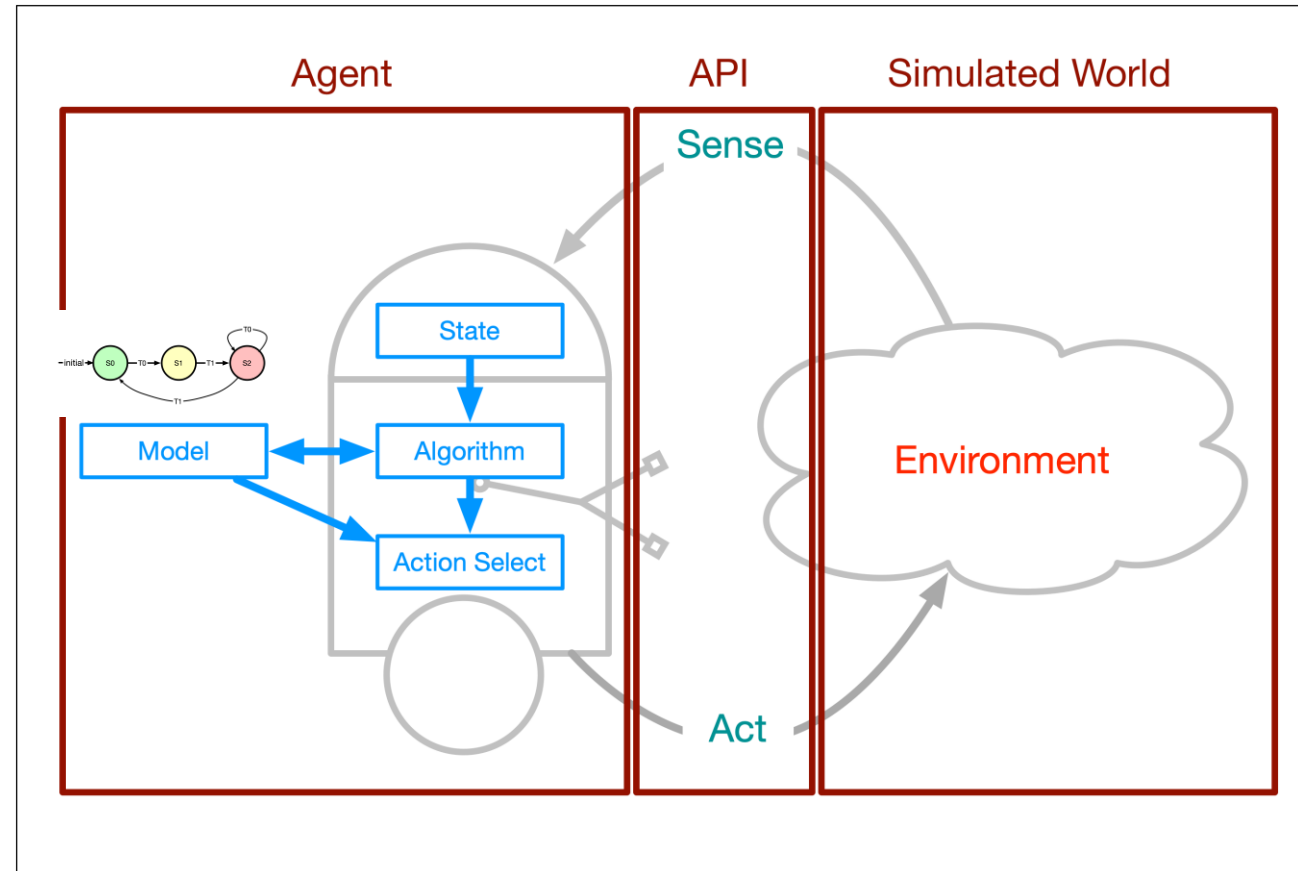 Agent
API
Simulated World
Sense
State
T0
initial
S0
T0
S1
T1
S2
T1
Model
Algorithm
Environment
Action Select
Act